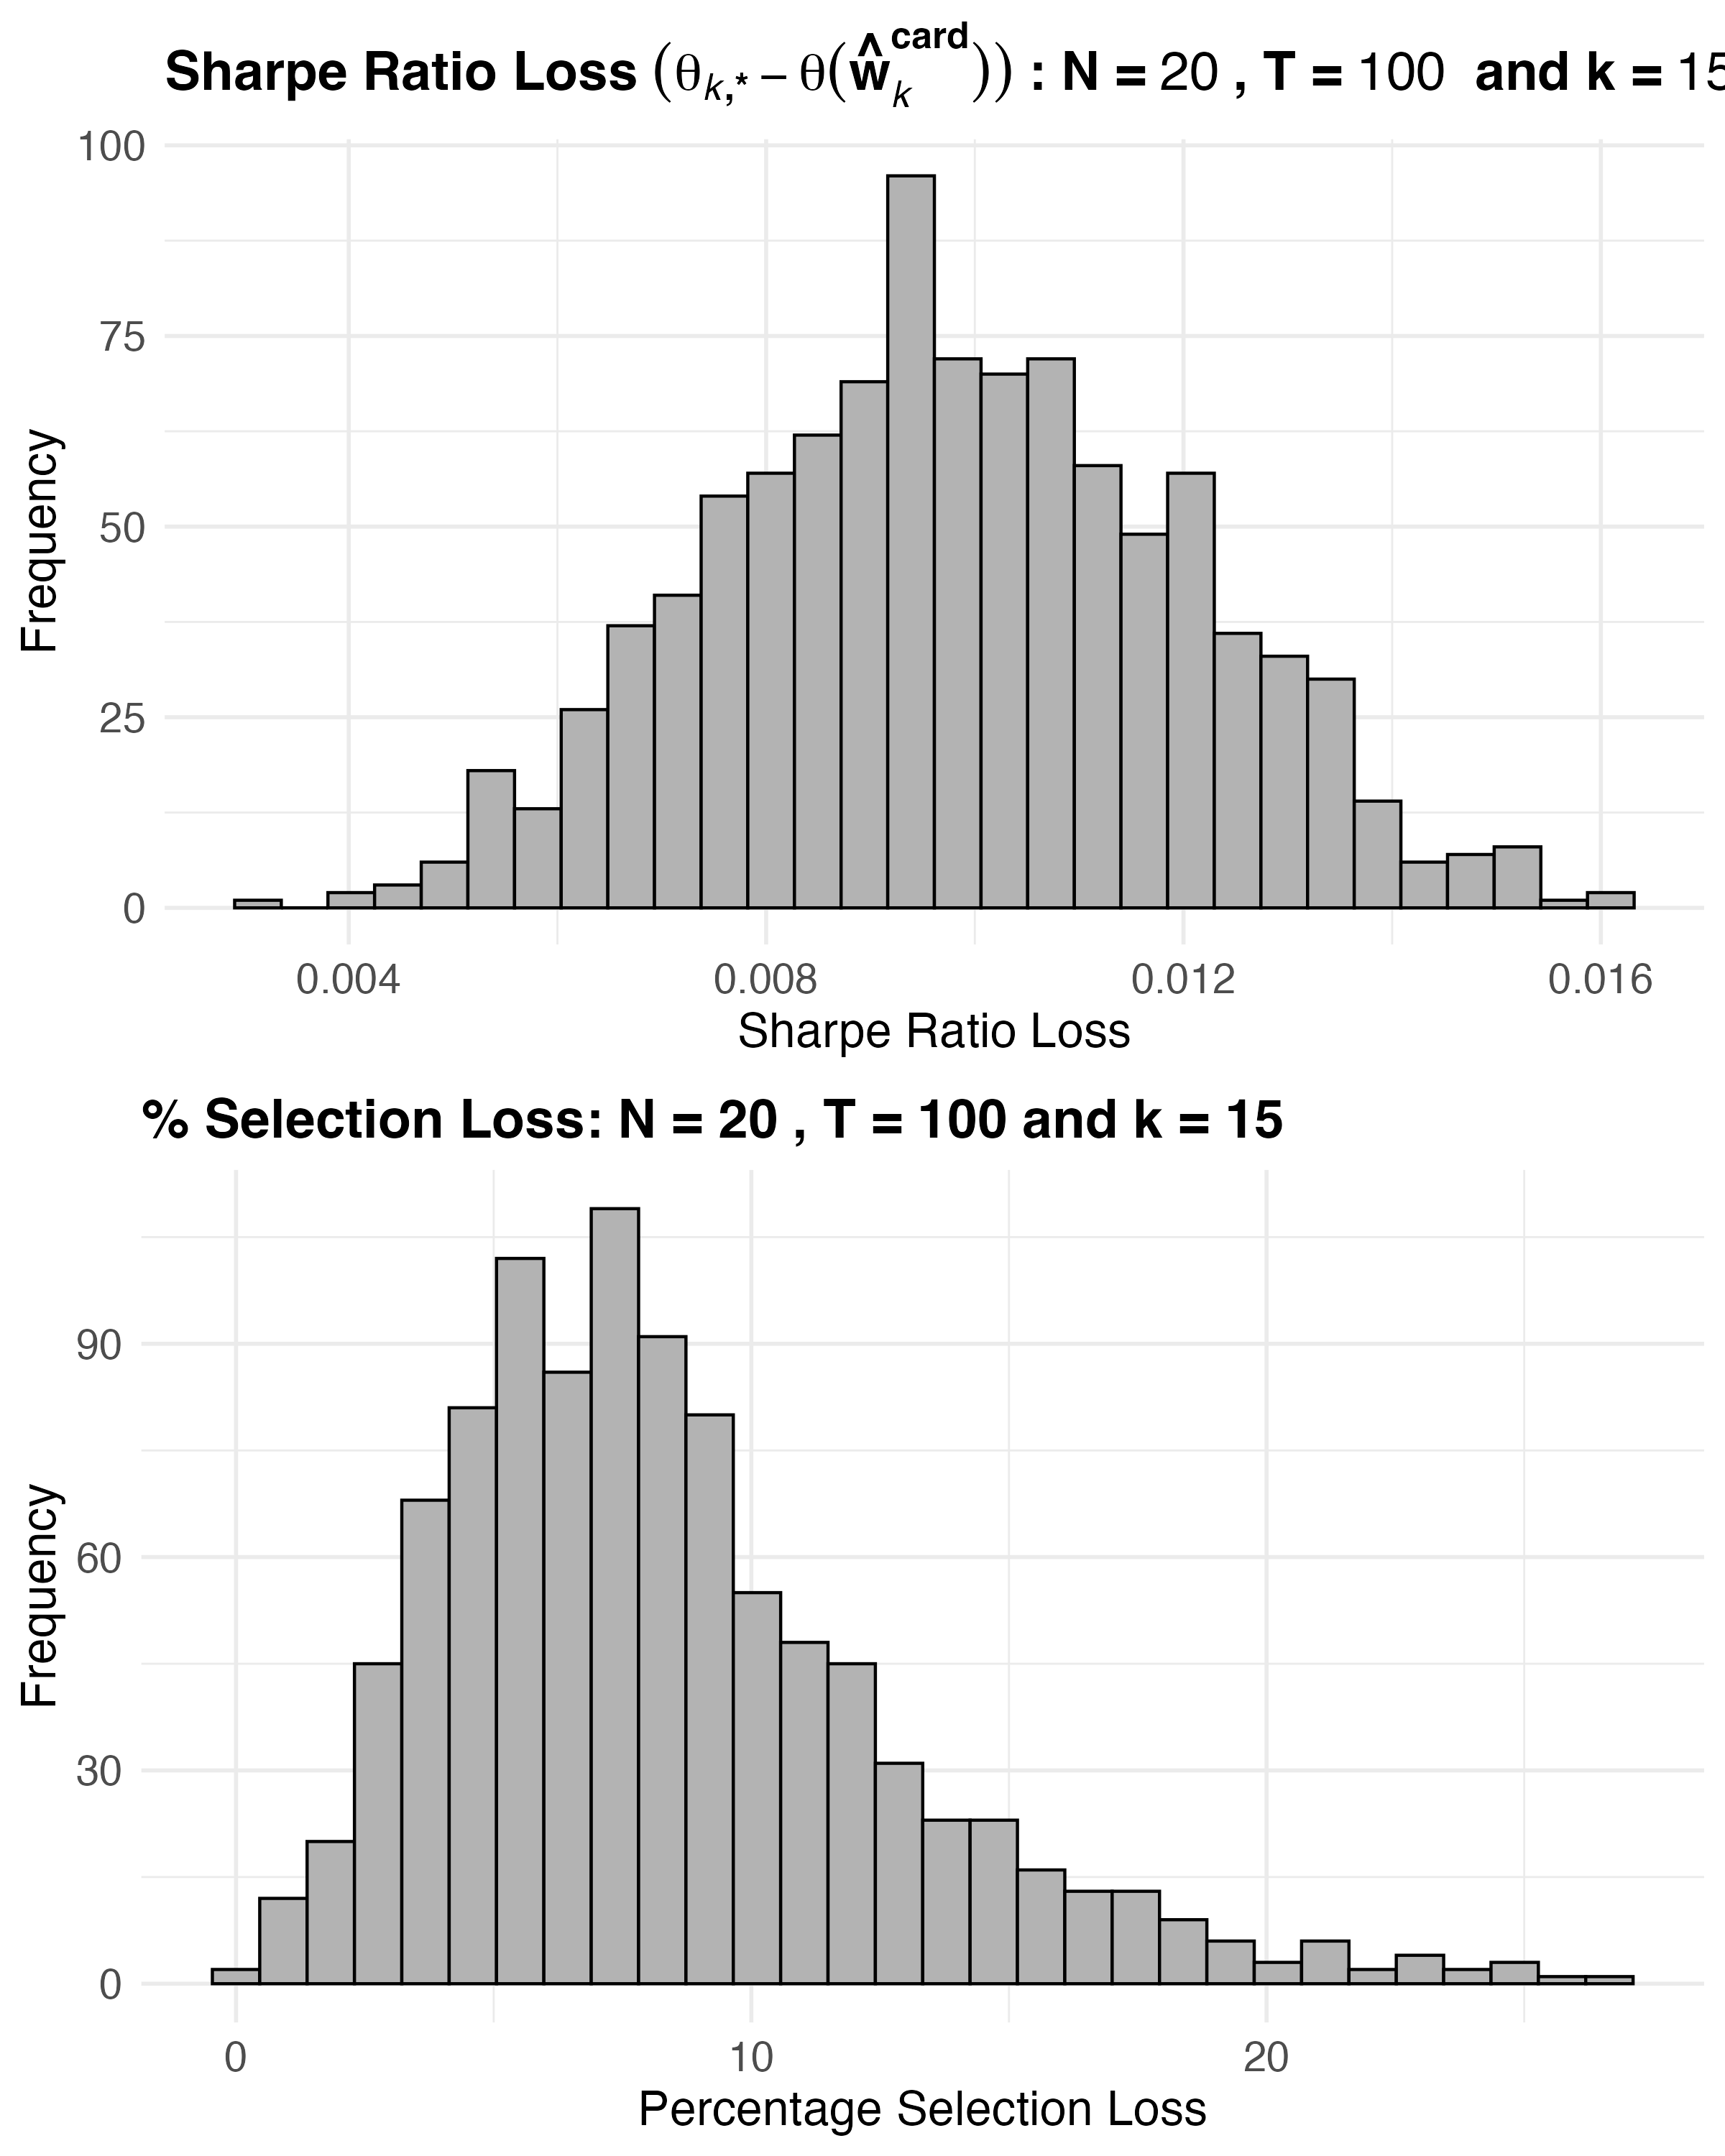 Sharpe Ratio Loss (θk,* – θ(ŵk^card)) : N = 20 , T = 100 and k = 15
100
75
50
25
0
Frequency
0.004 0.008 0.012 0.016
Sharpe Ratio Loss
% Selection Loss: N = 20 , T = 100 and k = 15
90
60
30
0
Frequency
0 10 20
Percentage Selection Loss